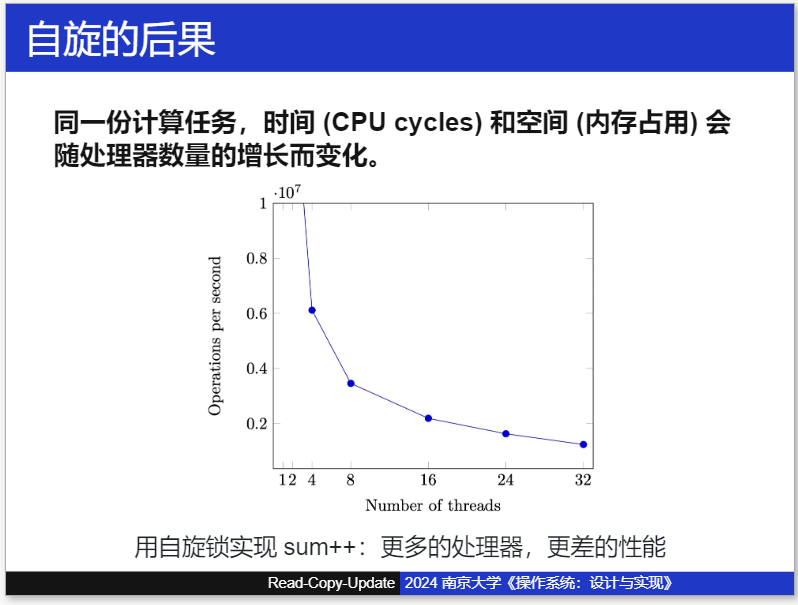 自旋的后果
同一份计算任务，时间 (CPU cycles) 和空间 (内存占用) 会
随处理器数量的增长而变化。
·10⁷
1
0.8
0.6
0.4
0.2
Operations per second
1 2 4 8 16 24 32
Number of threads
用自旋锁实现 sum++：更多的处理器，更差的性能
Read-Copy-Update 2024 南京大学《操作系统：设计与实现》